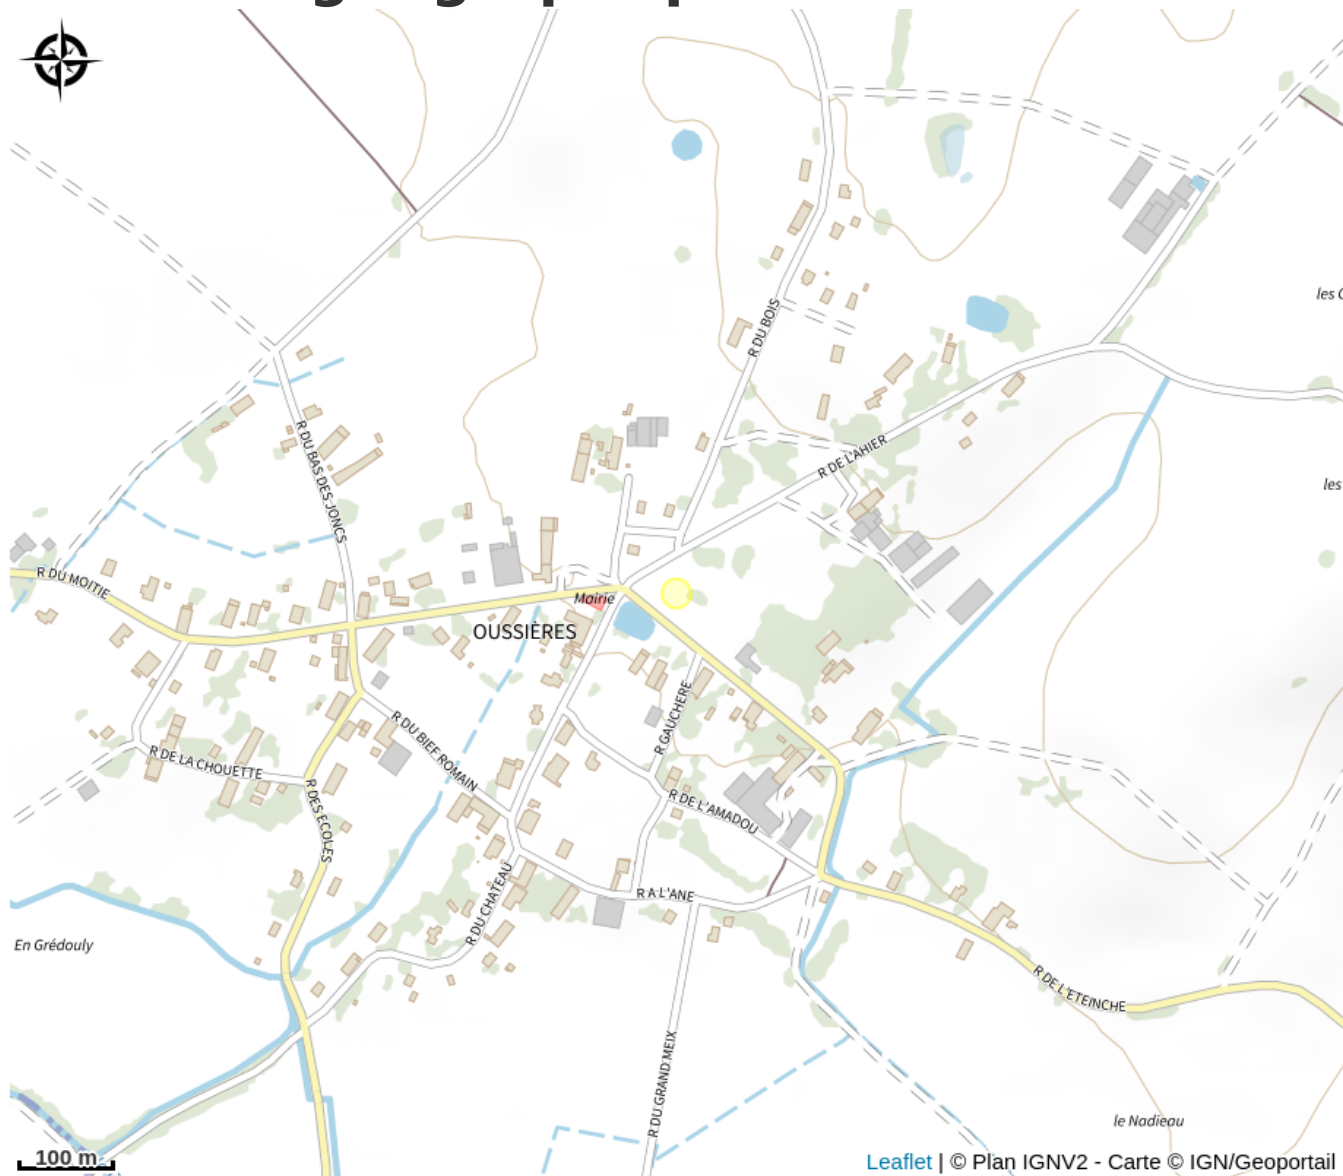 les
R DU BOIS
R DU BAS DES JONCS
R DE L'AHIER
les
R DU MOITIE
Mairie
OUSSIÈRES
R GAUCHERE
R DU BIEF ROMAIN
R DE LA CHOUETTE
R DES ECOLES
R DE L'AMADOU
R A L'ANE
R DU CHATEAU
En Grédouly
R DE L'ETEINCHE
R DU GRAND MEIX
le Nadieau
100 m
Leaflet | © Plan IGNV2 - Carte © IGN/Geoportail